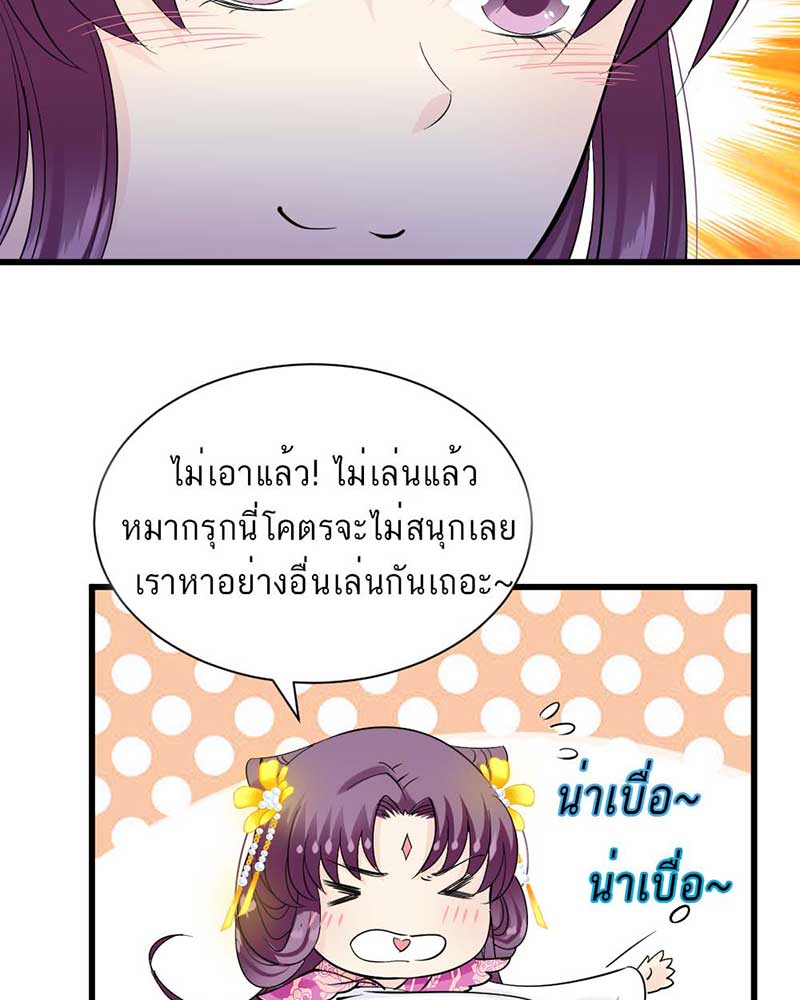 ไม่เอาแล้ว! ไม่เล่นแล้ว
หมากรุกนี่โคตรจะไม่สนุกเลย
เราหาอย่างอื่นเล่นกันเถอะ~
น่าเบื่อ~
น่าเบื่อ~